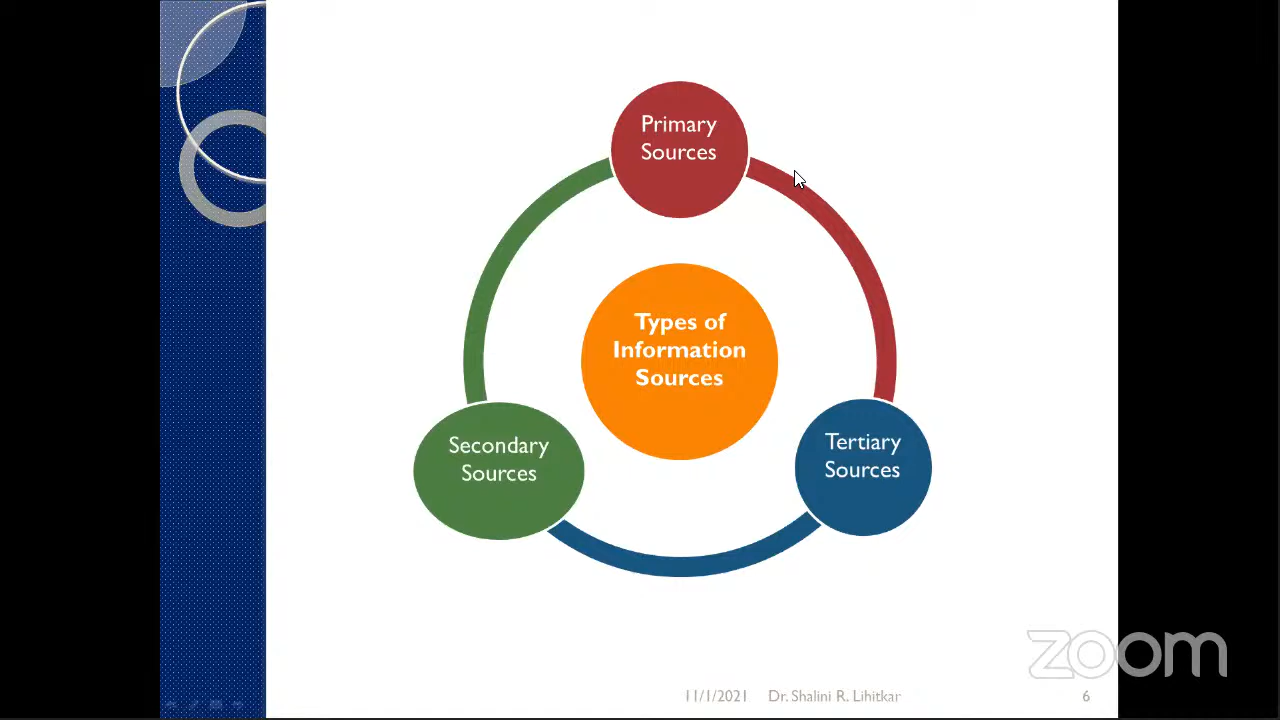 Primary
Sources
Types of
Information
Sources
Secondary
Sources
Tertiary
Sources
zoom
11/1/2021 Dr. Shalini R. Lihitkar 6